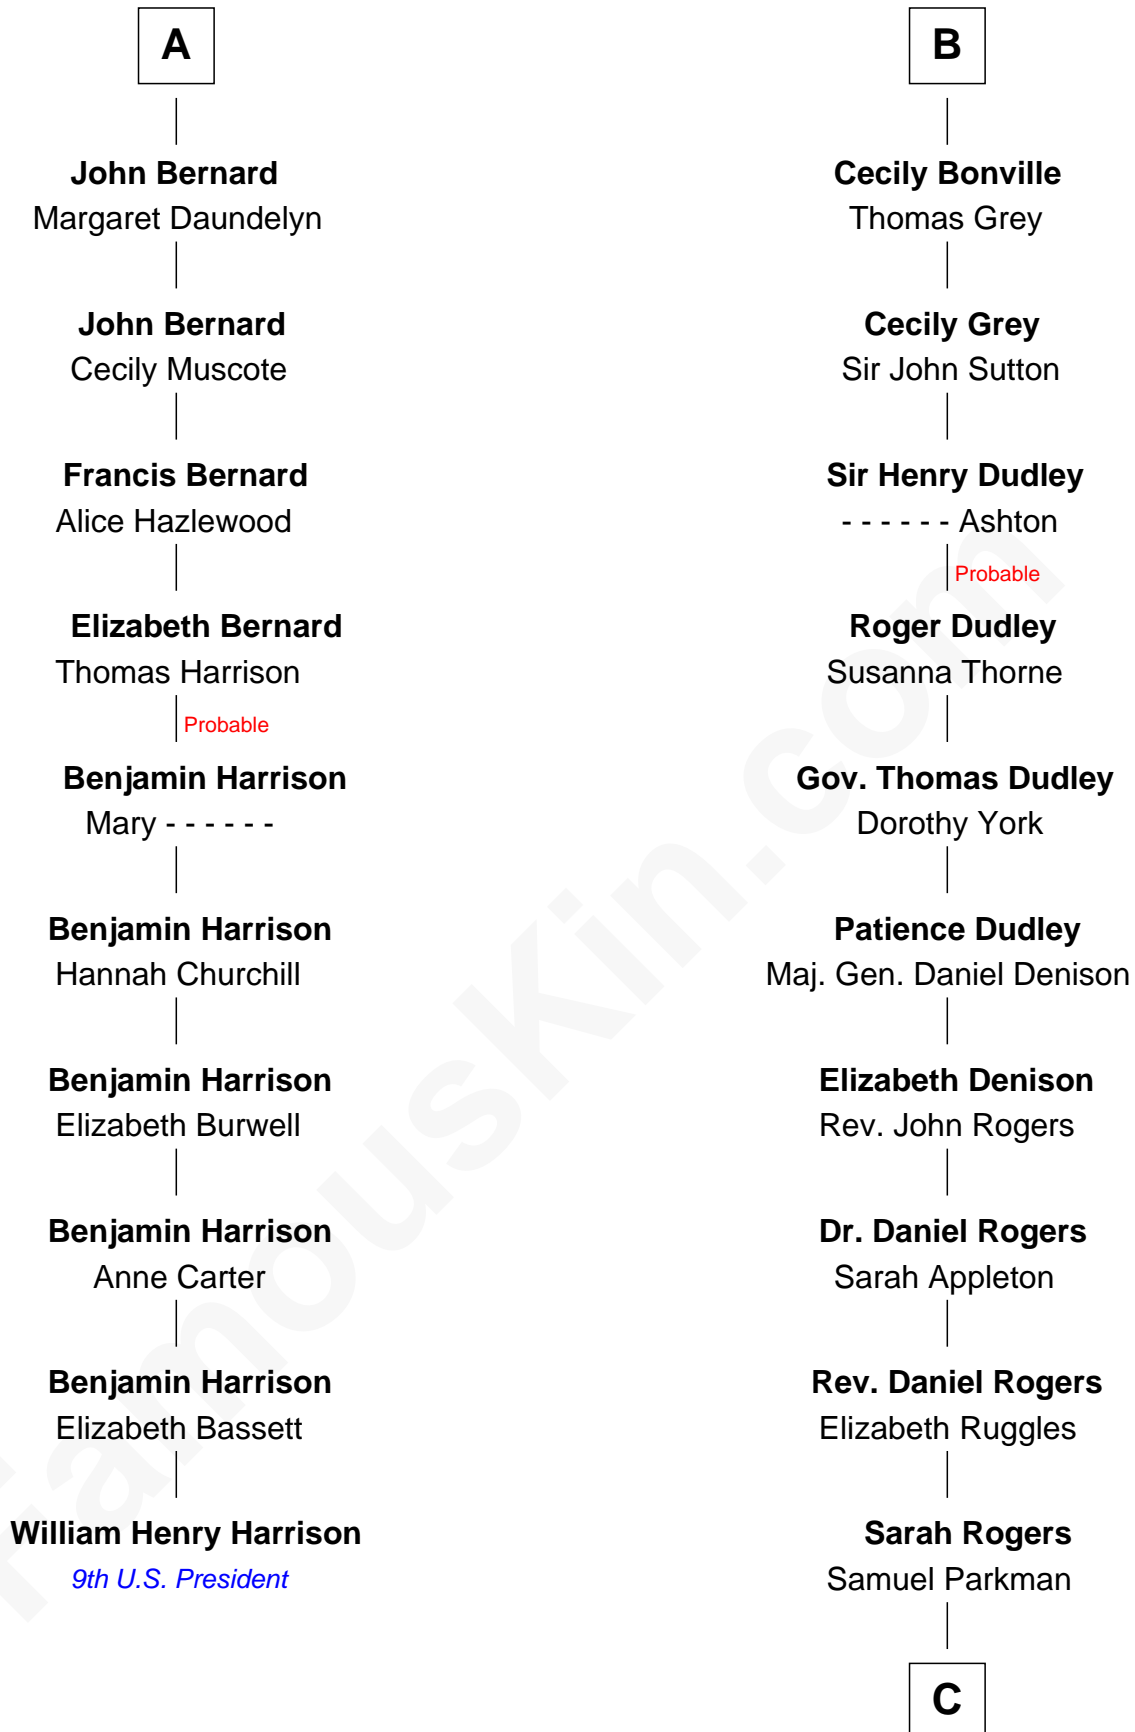 A
John Bernard
Margaret Daundelyn
John Bernard
Cecily Muscote
Francis Bernard
Alice Hazlewood
Elizabeth Bernard
Thomas Harrison
Probable
Benjamin Harrison
Mary - - - - - -
Benjamin Harrison
Hannah Churchill
Benjamin Harrison
Elizabeth Burwell
Benjamin Harrison
Anne Carter
Benjamin Harrison
Elizabeth Bassett
William Henry Harrison
9th U.S. President
B
Cecily Bonville
Thomas Grey
Cecily Grey
Sir John Sutton
Sir Henry Dudley
- - - - - - Ashton
Probable
Roger Dudley
Susanna Thorne
Gov. Thomas Dudley
Dorothy York
Patience Dudley
Maj. Gen. Daniel Denison
Elizabeth Denison
Rev. John Rogers
Dr. Daniel Rogers
Sarah Appleton
Rev. Daniel Rogers
Elizabeth Ruggles
Sarah Rogers
Samuel Parkman
C
FamousKin.com